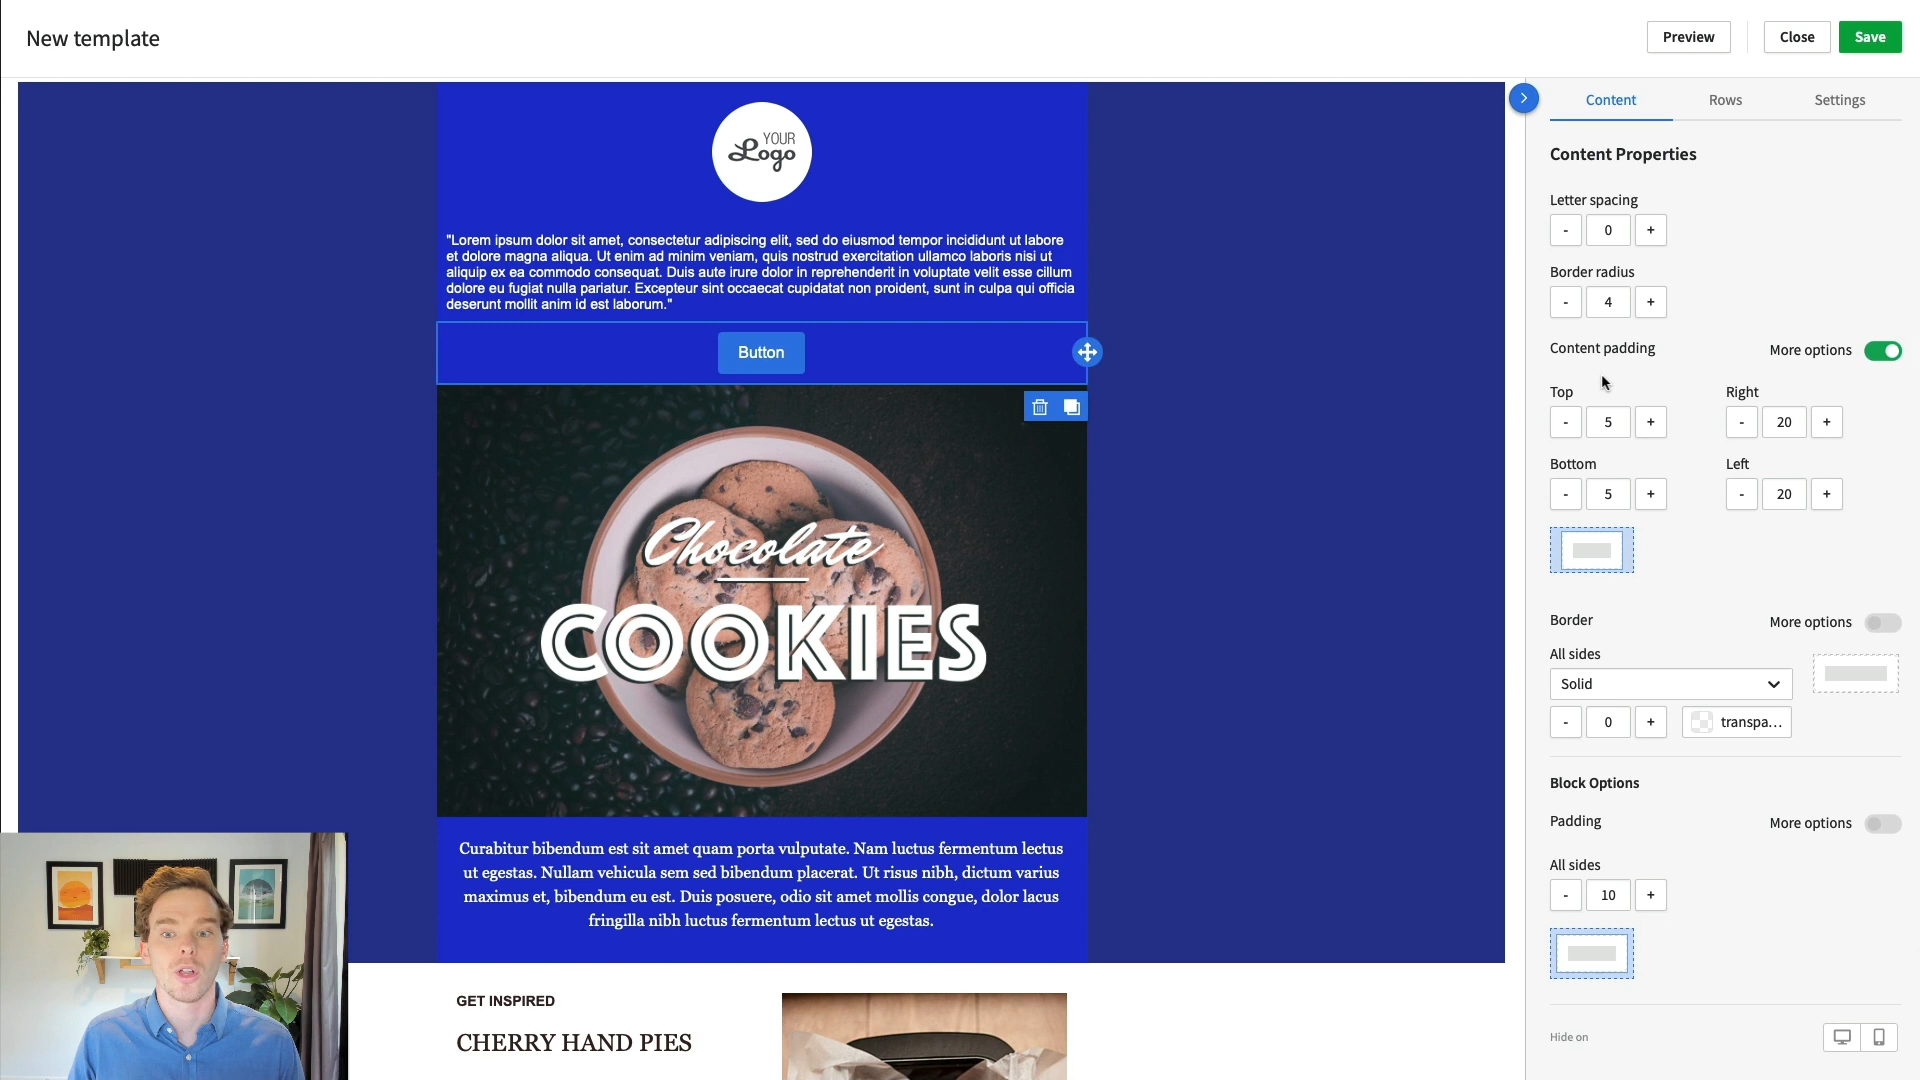 New template
Preview
Close
Save
Content
Rows
Settings
YOUR
Logo
Content Properties
Letter spacing
- 0 +
"Lorem ipsum dolor sit amet, consectetur adipiscing elit, sed do eiusmod tempor incididunt ut labore
et dolore magna aliqua. Ut enim ad minim veniam, quis nostrud exercitation ullamco laboris nisi ut
aliquip ex ea commodo consequat. Duis aute irure dolor in reprehenderit in voluptate velit esse cillum
dolore eu fugiat nulla pariatur. Excepteur sint occaecat cupidatat non proident, sunt in culpa qui officia
deserunt mollit anim id est laborum."
Border radius
- 4 +
Button
Content padding
More options
Top
Right
- 5 +
- 20 +
Bottom
Left
- 5 +
- 20 +
Chocolate
COOKIES
Border
More options
All sides
Solid
- 0 +
transpa...
Block Options
Padding
More options
All sides
- 10 +
Curabitur bibendum est sit amet quam porta vulputate. Nam luctus fermentum lectus
ut egestas. Nullam vehicula sem sed bibendum placerat. Ut risus nibh, dictum varius
maximus et, bibendum eu est. Duis posuere, odio sit amet mollis congue, dolor lacus
fringilla nibh luctus fermentum lectus ut egestas.
GET INSPIRED
CHERRY HAND PIES
Hide on